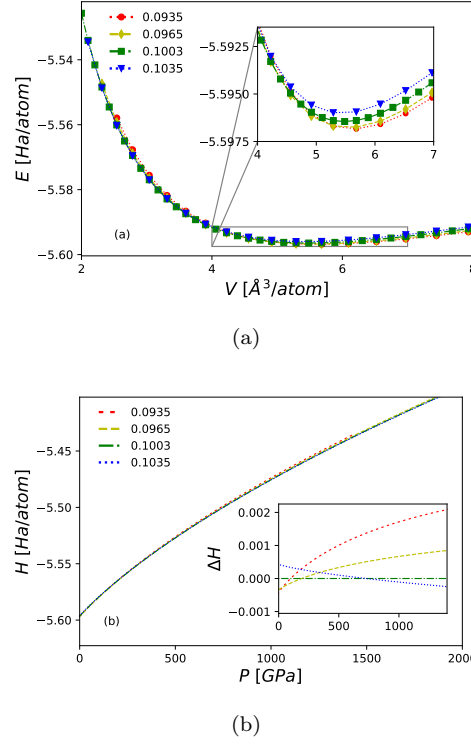 0.0935
0.0965
0.1003
0.1035
−5.54
−5.56
−5.58
−5.60
E [Ha/atom]
−5.5925
−5.5950
−5.5975
4 5 6 7
(a)
2 4 6 8
V [Å³/atom]
(a)
0.0935
0.0965
0.1003
0.1035
−5.45
−5.50
−5.55
−5.60
H [Ha/atom]
0.002
0.001
0.000
−0.001
ΔH
0 500 1000
(b)
0 500 1000 1500 2000
P [GPa]
(b)